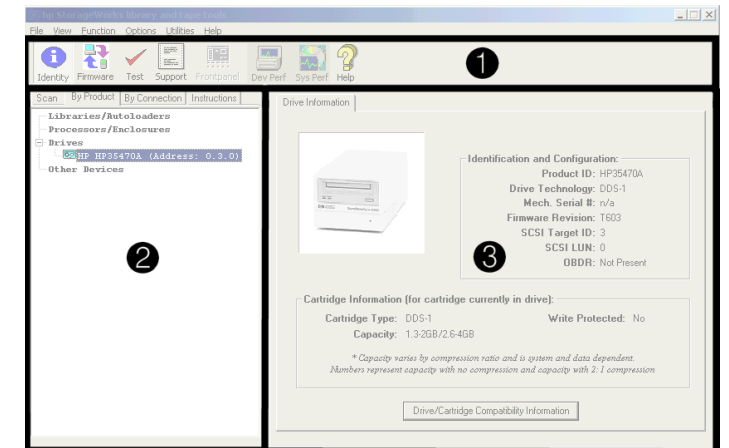 hp StorageWorks library and tape tools
File View Function Options Utilities Help
Identity Firmware Test Support Frontpanel Dev Perf Sys Perf Help
1
Scan By Product By Connection Instructions
Libraries/Autoloaders
Processors/Enclosures
Drives
HP HP35470A (Address: 0.3.0)
Other Devices
2
Drive Information
Identification and Configuration:
Product ID: HP35470A
Drive Technology: DDS-1
Mech. Serial #: n/a
Firmware Revision: T603
SCSI Target ID: 3
SCSI LUN: 0
OBDR: Not Present
3
Cartridge Information (for cartridge currently in drive):
Cartridge Type: DDS-1 Write Protected: No
Capacity: 1.3-2GB/2.6-4GB
* Capacity varies by compression ratio and is system and data dependent.
Numbers represent capacity with no compression and capacity with 2:1 compression
Drive/Cartridge Compatibility Information